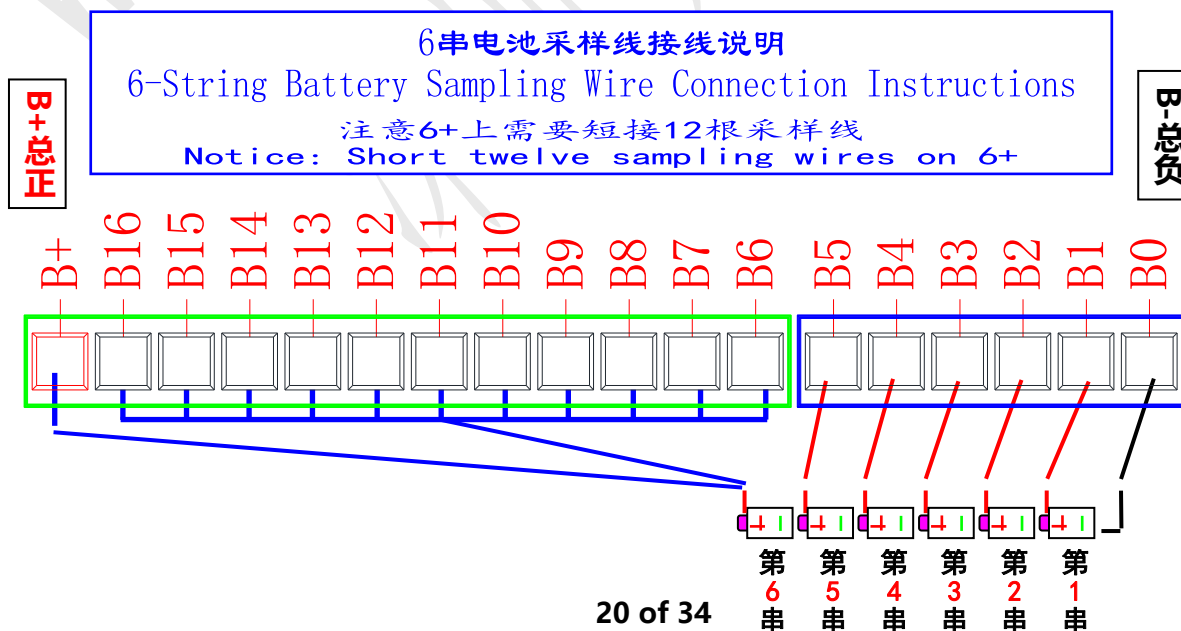 6串电池采样线接线说明
6-String Battery Sampling Wire Connection Instructions
注意6+上需要短接12根采样线
Notice: Short twelve sampling wires on 6+
B+总正
B-总负
B+ B16 B15 B14 B13 B12 B11 B10 B9 B8 B7 B6 B5 B4 B3 B2 B1 B0
+ - + - + - + - + - + -
第6串 第5串 第4串 第3串 第2串 第1串
20 of 34